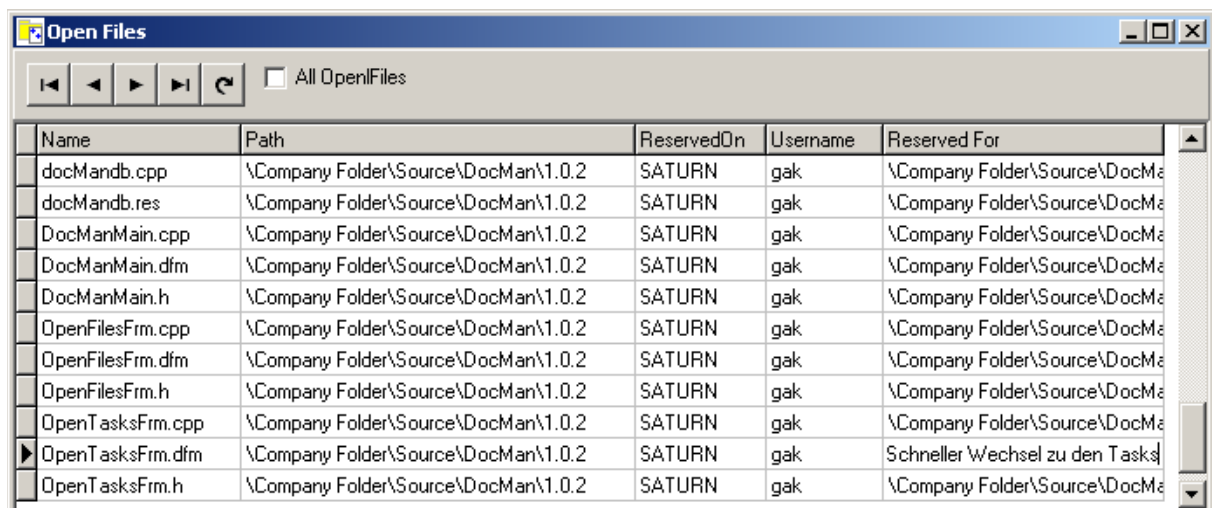 Open Files
All Open|Files
Name Path ReservedOn Username Reserved For
docMandb.cpp \Company Folder\Source\DocMan\1.0.2 SATURN gak \Company Folder\Source\DocMa
docMandb.res \Company Folder\Source\DocMan\1.0.2 SATURN gak \Company Folder\Source\DocMa
DocManMain.cpp \Company Folder\Source\DocMan\1.0.2 SATURN gak \Company Folder\Source\DocMa
DocManMain.dfm \Company Folder\Source\DocMan\1.0.2 SATURN gak \Company Folder\Source\DocMa
DocManMain.h \Company Folder\Source\DocMan\1.0.2 SATURN gak \Company Folder\Source\DocMa
OpenFilesFrm.cpp \Company Folder\Source\DocMan\1.0.2 SATURN gak \Company Folder\Source\DocMa
OpenFilesFrm.dfm \Company Folder\Source\DocMan\1.0.2 SATURN gak \Company Folder\Source\DocMa
OpenFilesFrm.h \Company Folder\Source\DocMan\1.0.2 SATURN gak \Company Folder\Source\DocMa
OpenTasksFrm.cpp \Company Folder\Source\DocMan\1.0.2 SATURN gak \Company Folder\Source\DocMa
OpenTasksFrm.dfm \Company Folder\Source\DocMan\1.0.2 SATURN gak Schneller Wechsel zu den Tasks
OpenTasksFrm.h \Company Folder\Source\DocMan\1.0.2 SATURN gak \Company Folder\Source\DocMa